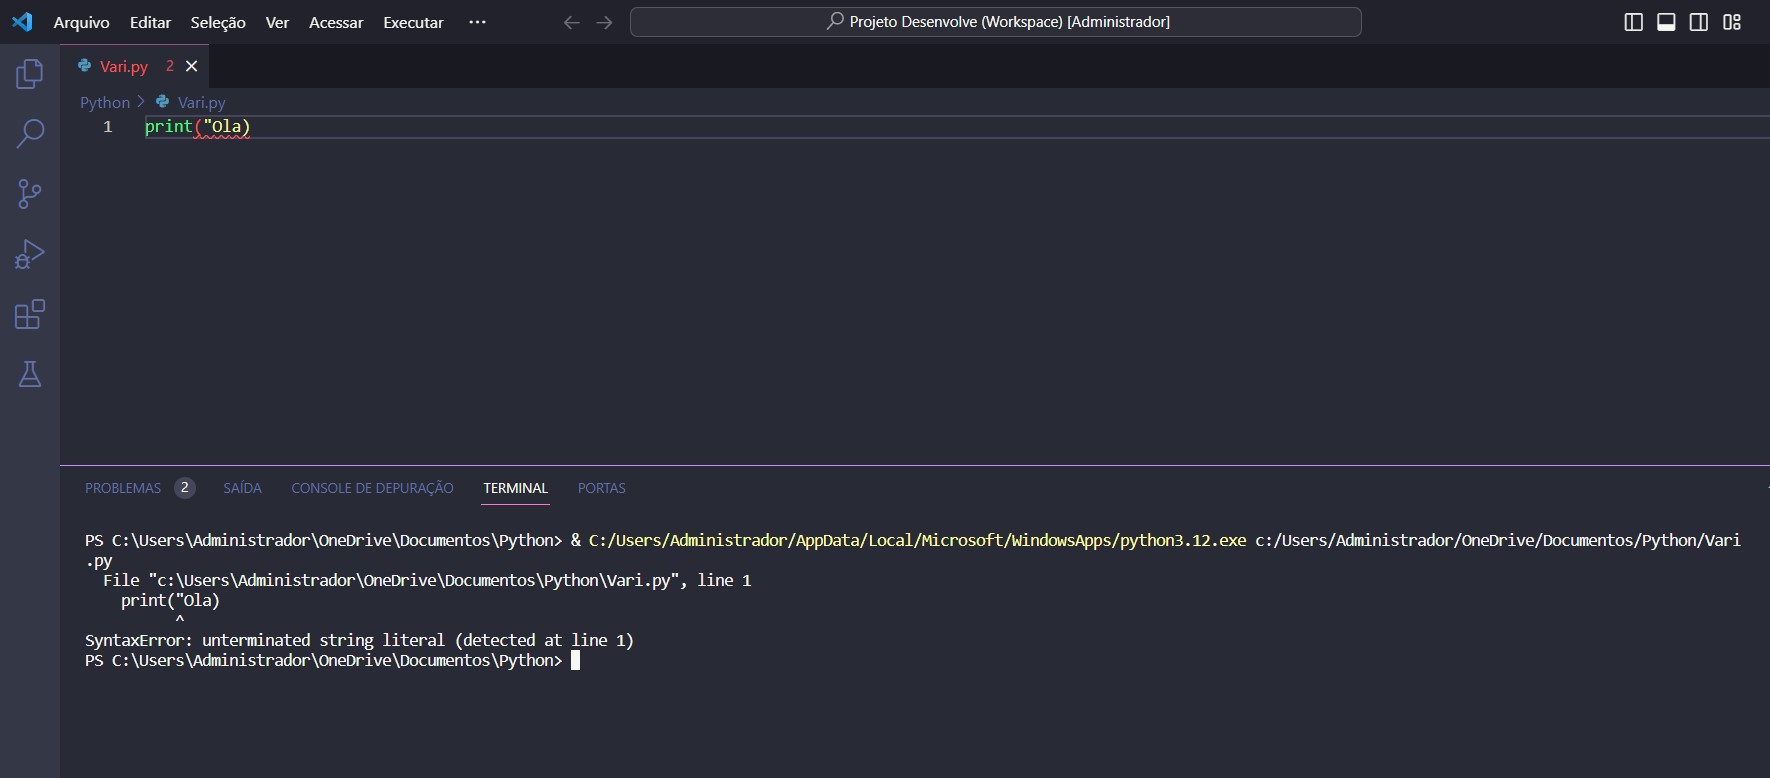 Arquivo Editar Seleção Ver Acessar Executar ··· Projeto Desenvolve (Workspace) [Administrador]
Vari.py 2
Python > Vari.py
1 print("Ola)
PROBLEMAS 2 SAÍDA CONSOLE DE DEPURAÇÃO TERMINAL PORTAS
PS C:\Users\Administrador\OneDrive\Documentos\Python> & C:/Users/Administrador/AppData/Local/Microsoft/WindowsApps/python3.12.exe c:/Users/Administrador/OneDrive/Documentos/Python/Vari
.py
  File "c:\Users\Administrador\OneDrive\Documentos\Python\Vari.py", line 1
    print("Ola)
          ^
SyntaxError: unterminated string literal (detected at line 1)
PS C:\Users\Administrador\OneDrive\Documentos\Python>